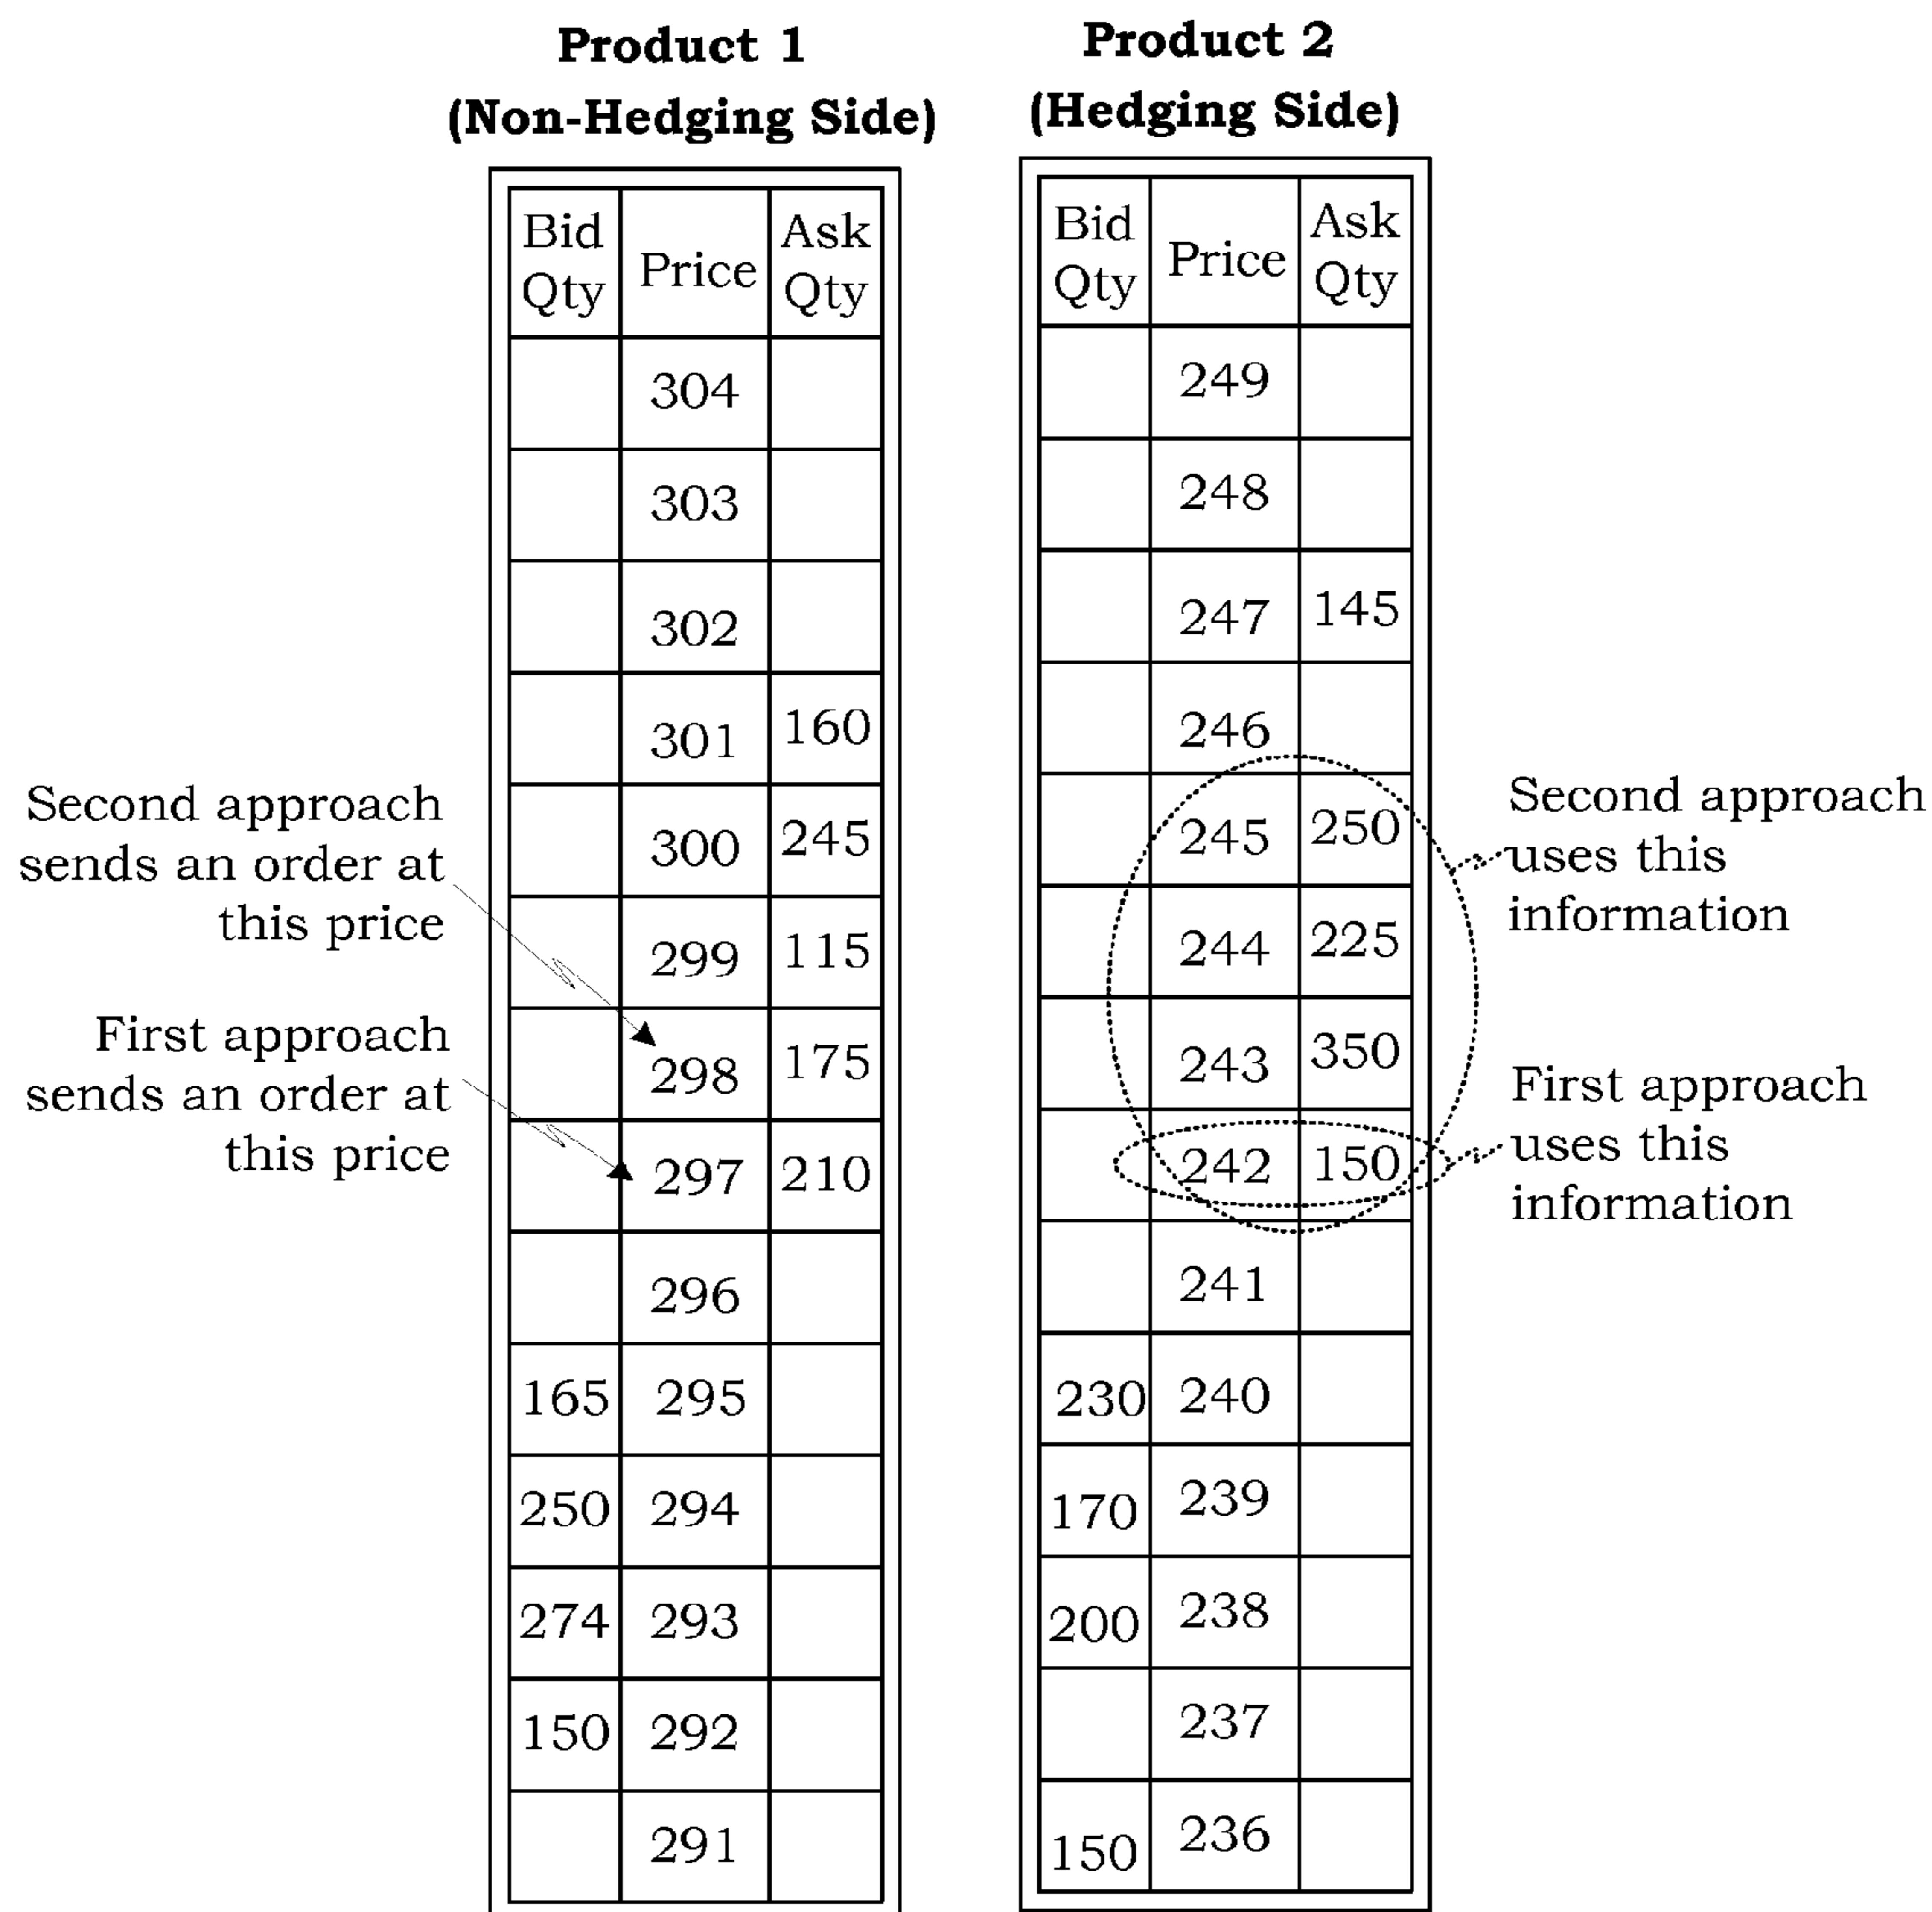 Product 1
(Non-Hedging Side)
Bid Qty Price Ask Qty
304
303
302
301 160
300 245
299 115
298 175
297 210
296
165 295
250 294
274 293
150 292
291
Second approach
sends an order at
this price
First approach
sends an order at
this price
Product 2
(Hedging Side)
Bid Qty Price Ask Qty
249
248
247 145
246
245 250
244 225
243 350
242 150
241
230 240
170 239
200 238
237
150 236
Second approach
uses this
information
First approach
uses this
information